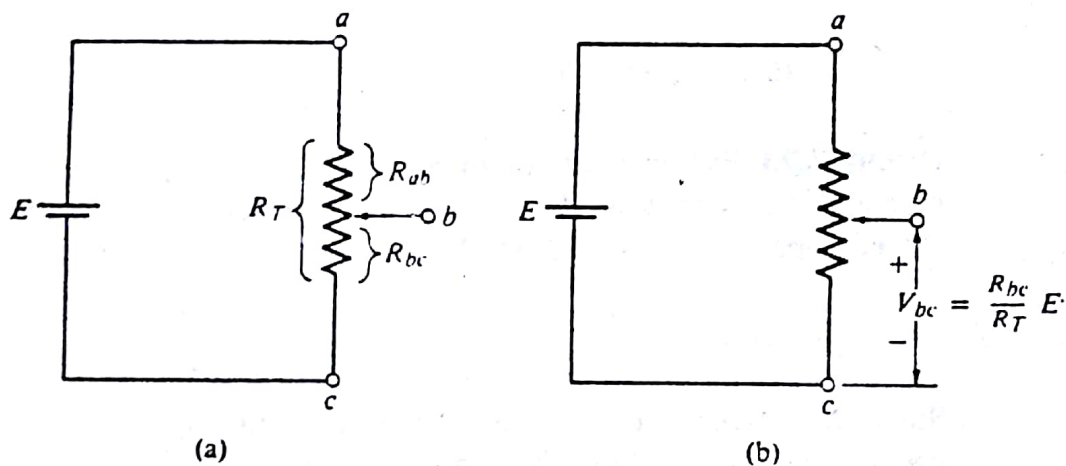 a
a
E
R_T
R_ab
b
R_bc
E
b
+
V_bc = R_bc/R_T E
−
c
c
(a)
(b)